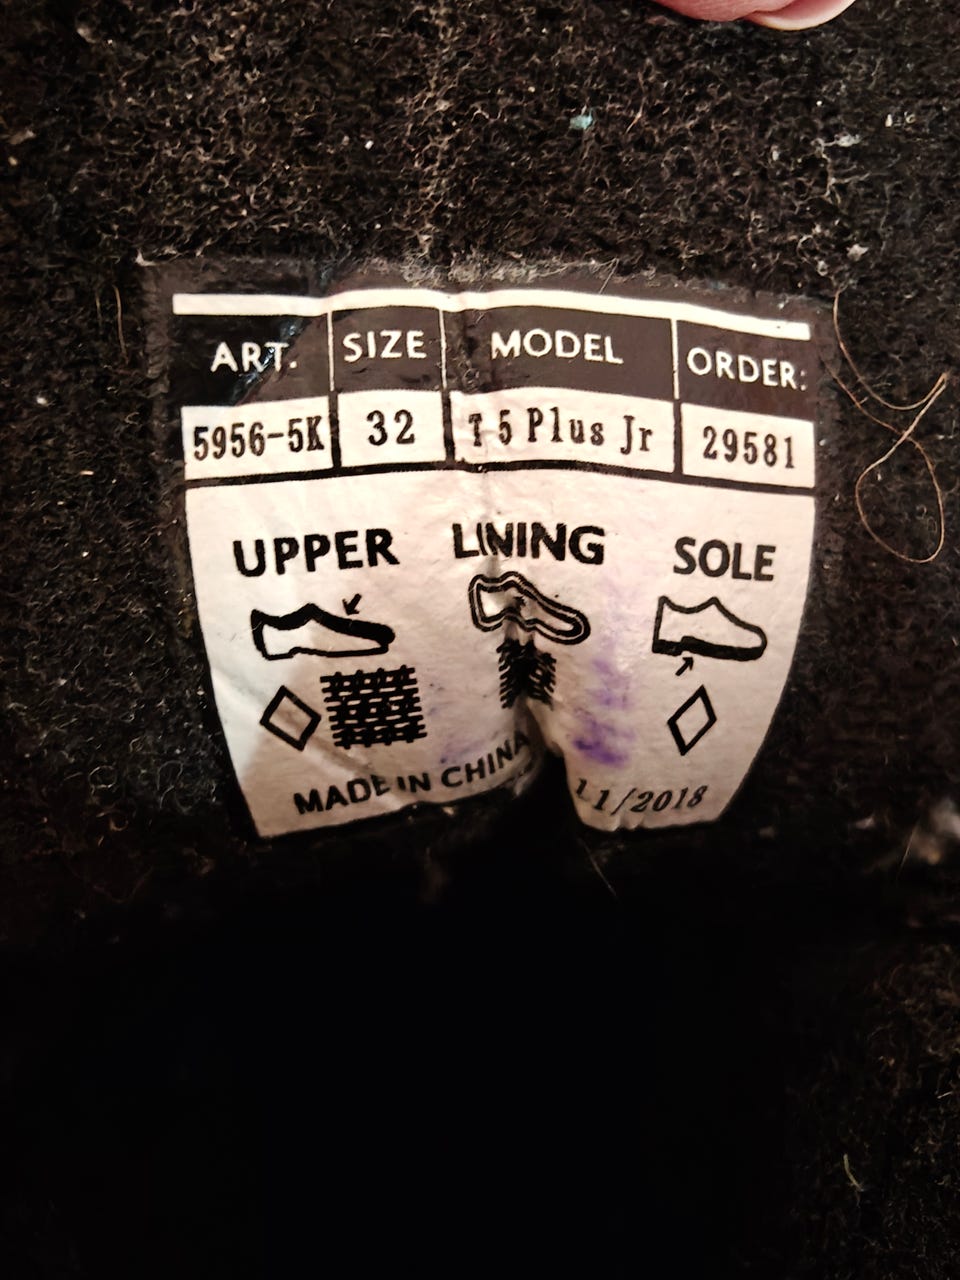 ART. SIZE MODEL ORDER:
5956-5K 32 T 5 Plus Jr 29581
UPPER LINING SOLE
MADE IN CHINA 11/2018